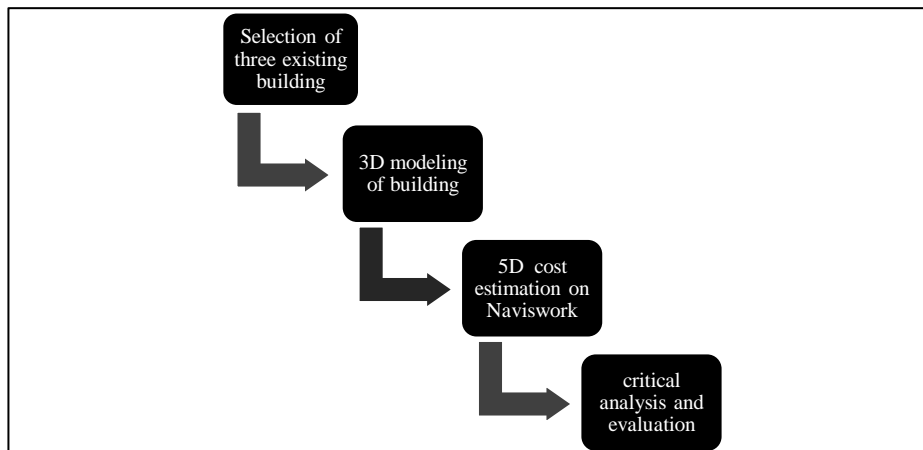 Selection of
three existing
building
3D modeling
of building
5D cost
estimation on
Naviswork
critical
analysis and
evaluation